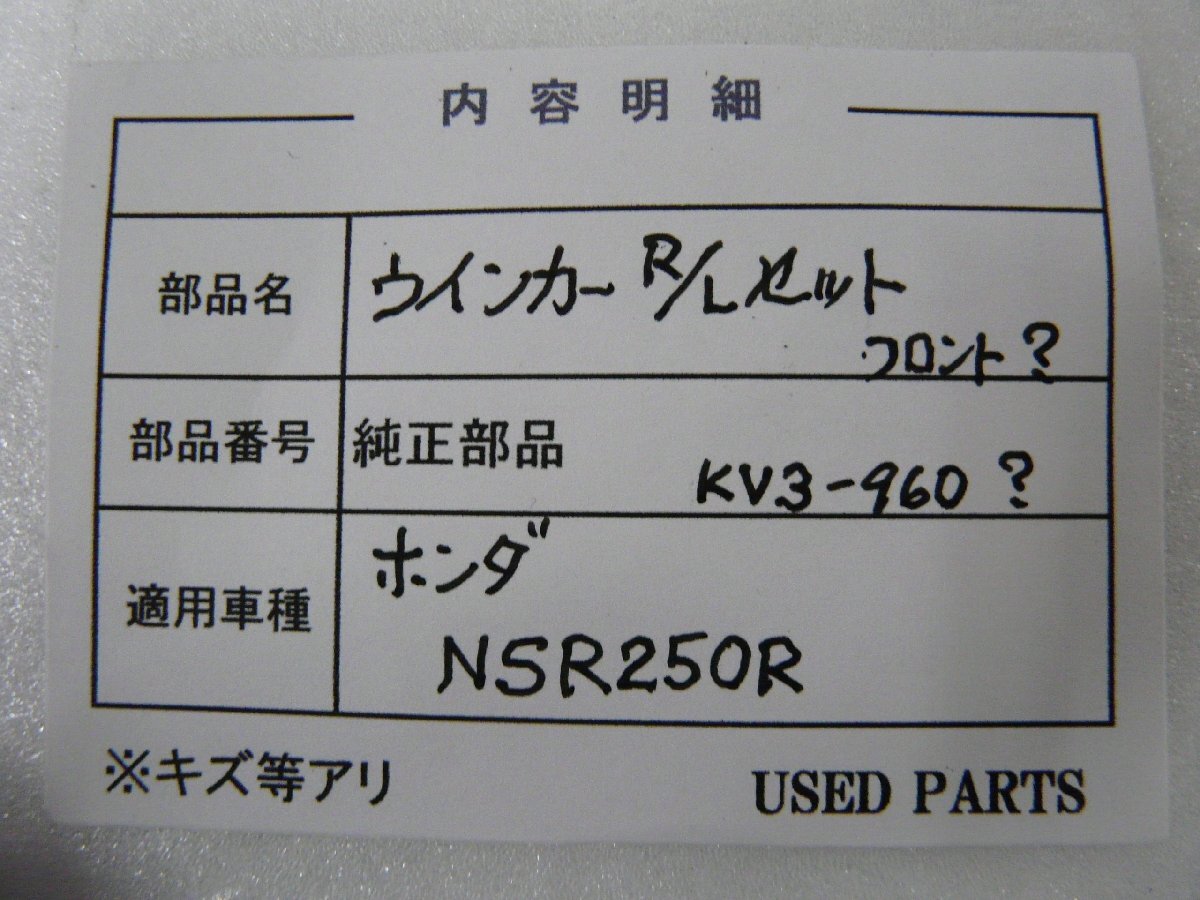 内容明細
部品名 ウインカー R/Lセット
フロント?
部品番号 純正部品 KV3-960 ?
適用車種 ホンダ
NSR250R
※キズ等アリ USED PARTS